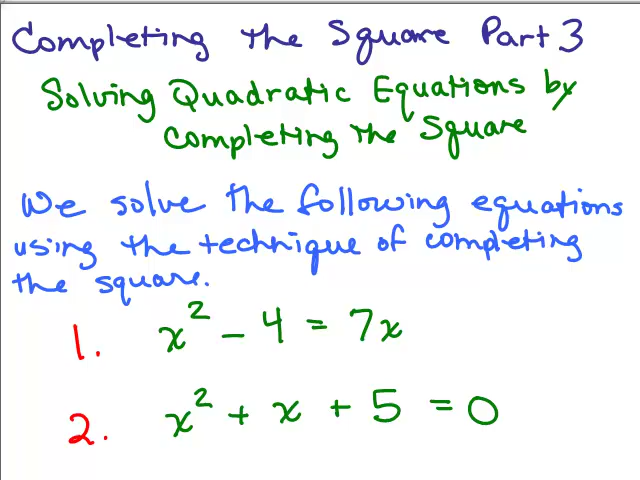 Completing the Square Part 3
Solving Quadratic Equations by
Completing the Square
We solve the following equations
using the technique of completing
the square.
1. x² - 4 = 7x
2. x² + x + 5 = 0